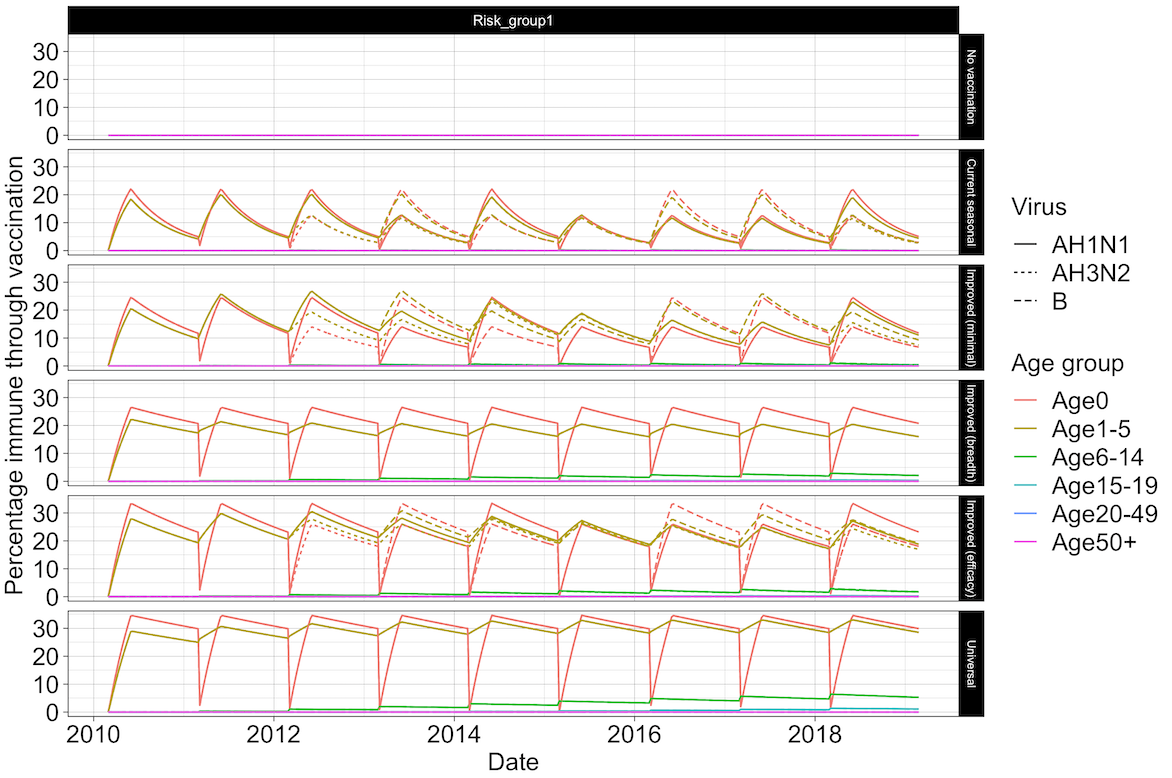 Risk_group1
30
20
10
0
No vaccination
30
20
10
0
Current seasonal
30
20
10
0
Improved (minimal)
30
20
10
0
Improved (breadth)
30
20
10
0
Improved (efficacy)
30
20
10
0
Universal
2010 2012 2014 2016 2018
Date
Percentage immune through vaccination
Virus
AH1N1
AH3N2
B
Age group
Age0
Age1-5
Age6-14
Age15-19
Age20-49
Age50+